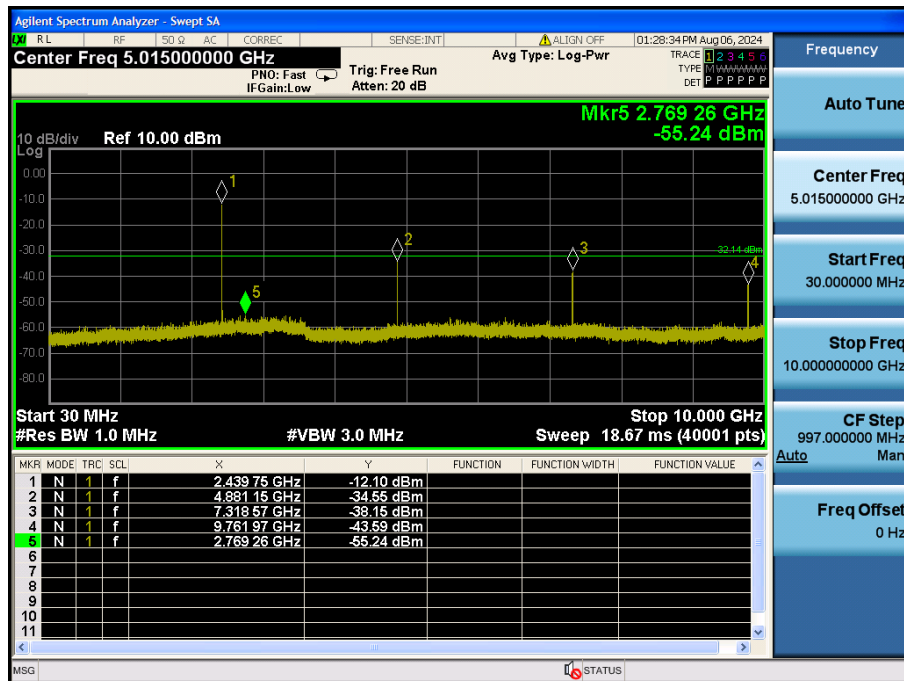 Agilent Spectrum Analyzer - Swept SA
LXI RL RF 50 Ω AC CORREC SENSE:INT ALIGN OFF 01:28:34 PM Aug 06, 2024
Center Freq 5.015000000 GHz
PNO: Fast
IFGain:Low
Trig: Free Run
Atten: 20 dB
Avg Type: Log-Pwr
TRACE 1 2 3 4 5 6
TYPE MWWWWW
DET P P P P P P
Mkr5 2.769 26 GHz
-55.24 dBm
10 dB/div Ref 10.00 dBm
Log
0.00
-10.0
-20.0
-30.0
-40.0
-50.0
-60.0
-70.0
-80.0
1
2
3
4
5
-32.14 dBm
Start 30 MHz Stop 10.000 GHz
#Res BW 1.0 MHz #VBW 3.0 MHz Sweep 18.67 ms (40001 pts)
MKR MODE TRC SCL X Y FUNCTION FUNCTION WIDTH FUNCTION VALUE
1 N 1 f 2.439 75 GHz -12.10 dBm
2 N 1 f 4.881 15 GHz -34.55 dBm
3 N 1 f 7.318 57 GHz -38.15 dBm
4 N 1 f 9.761 97 GHz -43.59 dBm
5 N 1 f 2.769 26 GHz -55.24 dBm
6
7
8
9
10
11
MSG STATUS
Frequency
Auto Tune
Center Freq
5.015000000 GHz
Start Freq
30.000000 MHz
Stop Freq
10.000000000 GHz
CF Step
997.000000 MHz
Auto Man
Freq Offset
0 Hz